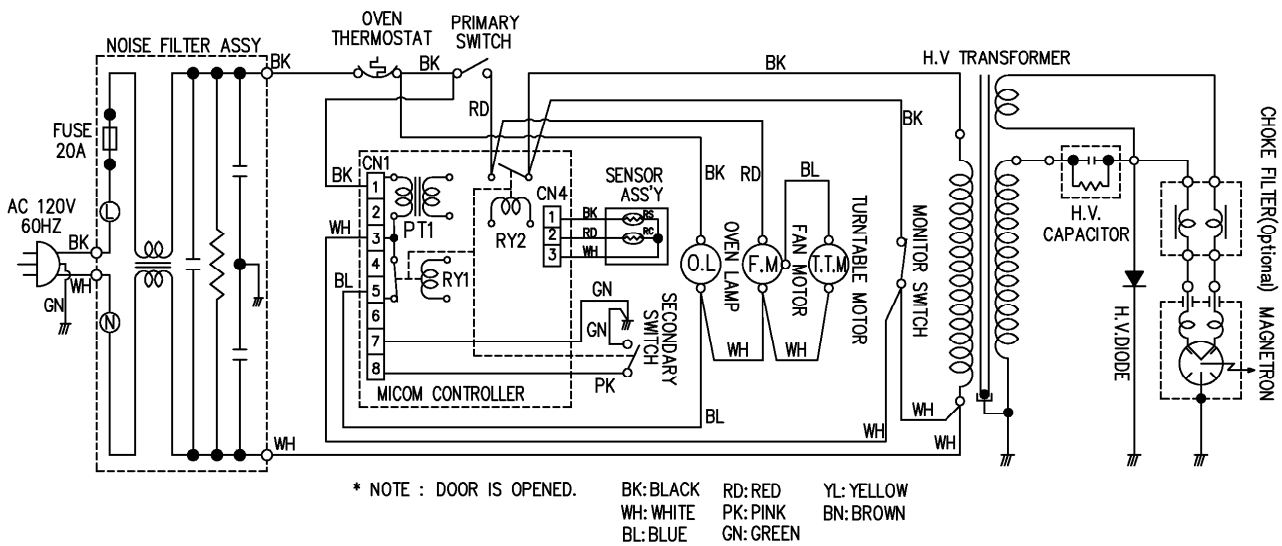 NOISE FILTER ASSY
OVEN
THERMOSTAT
PRIMARY
SWITCH
H.V TRANSFORMER
BK
BK
BK
RD
BK
FUSE
20A
L
AC 120V
60HZ
BK
WH
GN
N
BK
WH
BL
CN1
1
2
3
4
5
6
7
8
PT1
RY1
RY2
CN4
1
2
3
BK
RD
WH
SENSOR
ASS'Y
RS
RC
MICOM CONTROLLER
GN
GN
PK
SECONDARY
SWITCH
BK
RD
BL
O.L
OVEN LAMP
F.M
FAN MOTOR
T.T.M
TURNTABLE MOTOR
MONITOR SWITCH
WH
WH
BL
WH
WH
WH
WH
H.V.
CAPACITOR
H.V.DIODE
CHOKE FILTER(Optional)
MAGNETRON
* NOTE : DOOR IS OPENED.
BK:BLACK RD:RED YL:YELLOW
WH:WHITE PK:PINK BN:BROWN
BL:BLUE GN:GREEN